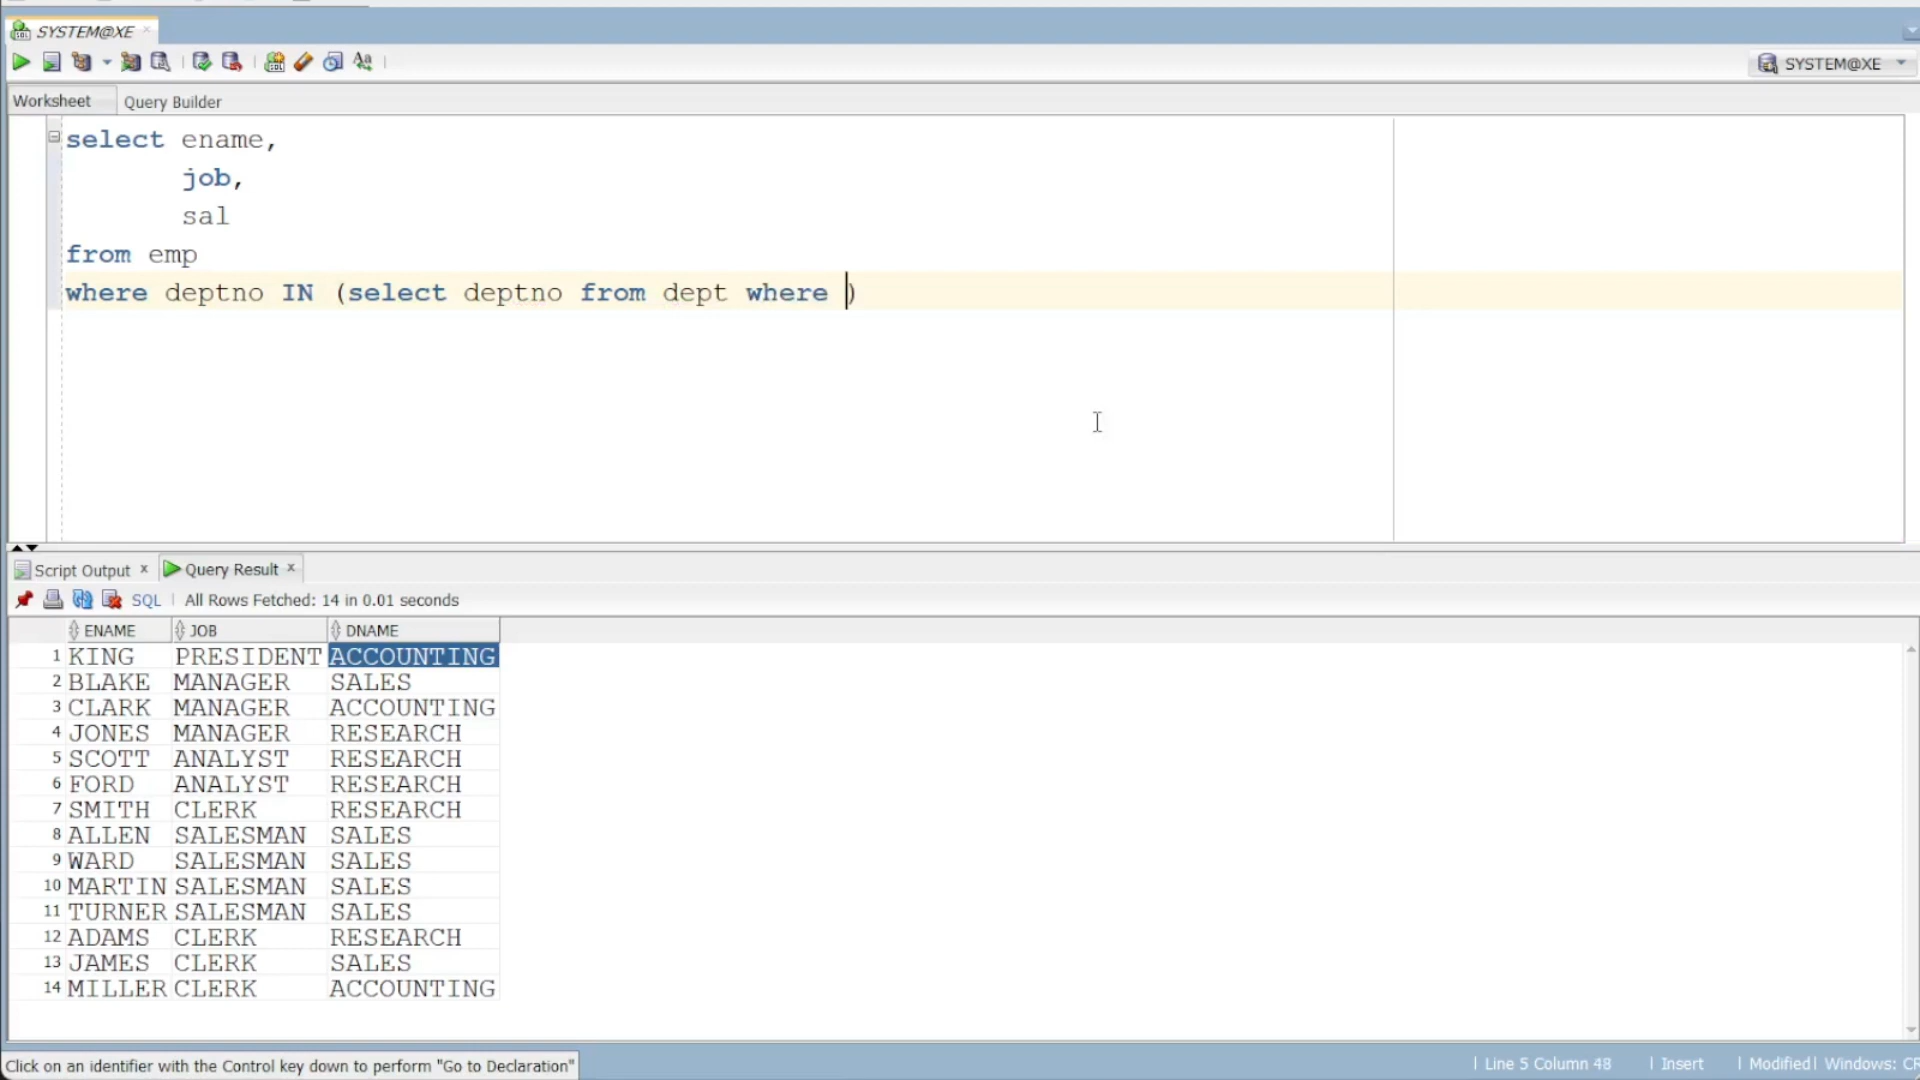 SYSTEM@XE
SYSTEM@XE
Worksheet Query Builder
select ename,
job,
sal
from emp
where deptno IN (select deptno from dept where )
Script Output Query Result
SQL All Rows Fetched: 14 in 0.01 seconds
ENAME JOB DNAME
1 KING PRESIDENT ACCOUNTING
2 BLAKE MANAGER SALES
3 CLARK MANAGER ACCOUNTING
4 JONES MANAGER RESEARCH
5 SCOTT ANALYST RESEARCH
6 FORD ANALYST RESEARCH
7 SMITH CLERK RESEARCH
8 ALLEN SALESMAN SALES
9 WARD SALESMAN SALES
10 MARTIN SALESMAN SALES
11 TURNER SALESMAN SALES
12 ADAMS CLERK RESEARCH
13 JAMES CLERK SALES
14 MILLER CLERK ACCOUNTING
Click on an identifier with the Control key down to perform "Go to Declaration" | Line 5 Column 48 | Insert | Modified | Windows: CR